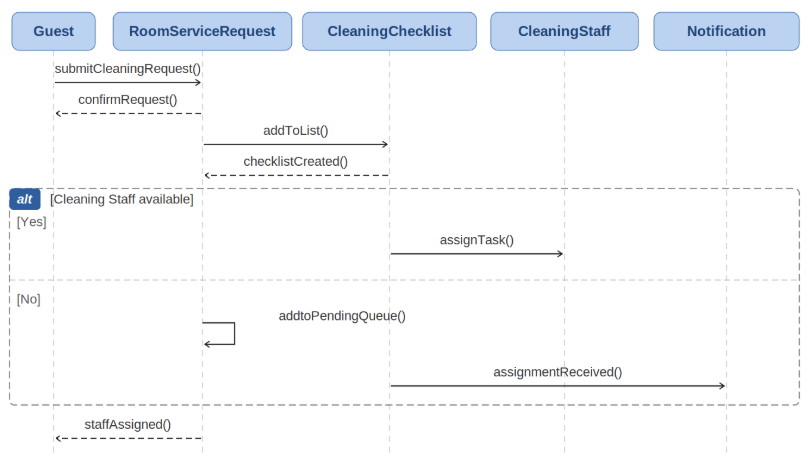 Guest
RoomServiceRequest
CleaningChecklist
CleaningStaff
Notification
submitCleaningRequest()
confirmRequest()
addToList()
checklistCreated()
alt
[Cleaning Staff available]
[Yes]
assignTask()
[No]
addtoPendingQueue()
assignmentReceived()
staffAssigned()